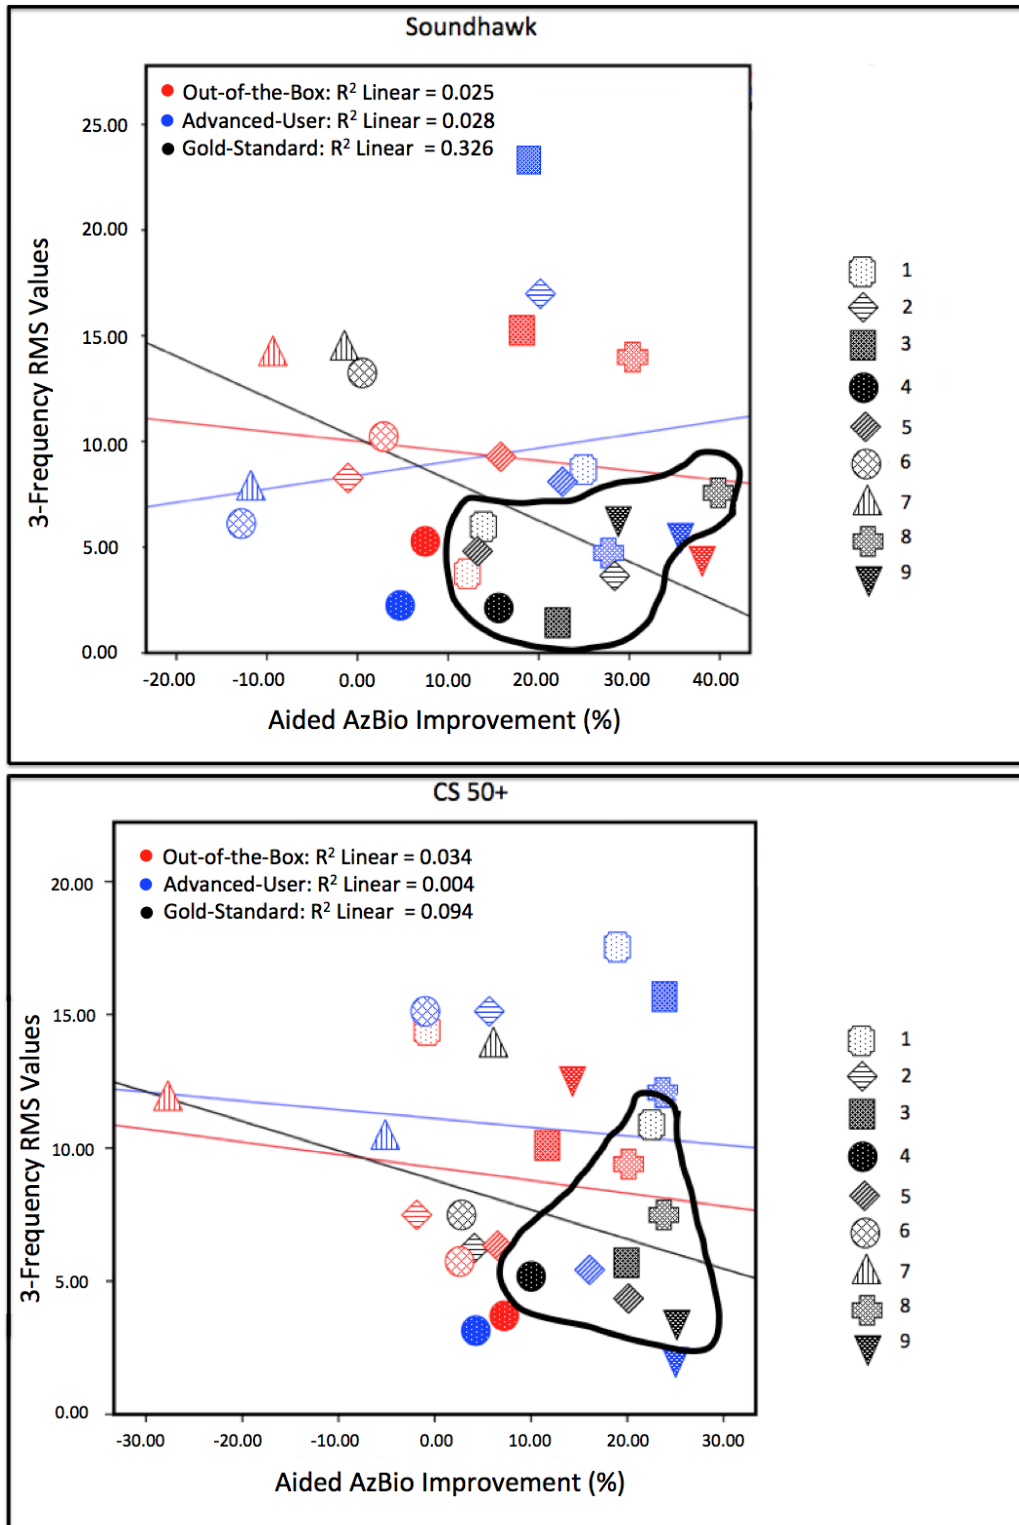 Soundhawk
Out-of-the-Box: R² Linear = 0.025
Advanced-User: R² Linear = 0.028
Gold-Standard: R² Linear = 0.326
25.00
20.00
15.00
10.00
5.00
0.00
3-Frequency RMS Values
-20.00 -10.00 0.00 10.00 20.00 30.00 40.00
Aided AzBio Improvement (%)
1
2
3
4
5
6
7
8
9
CS 50+
Out-of-the-Box: R² Linear = 0.034
Advanced-User: R² Linear = 0.004
Gold-Standard: R² Linear = 0.094
20.00
15.00
10.00
5.00
0.00
3-Frequency RMS Values
-30.00 -20.00 -10.00 0.00 10.00 20.00 30.00
Aided AzBio Improvement (%)
1
2
3
4
5
6
7
8
9